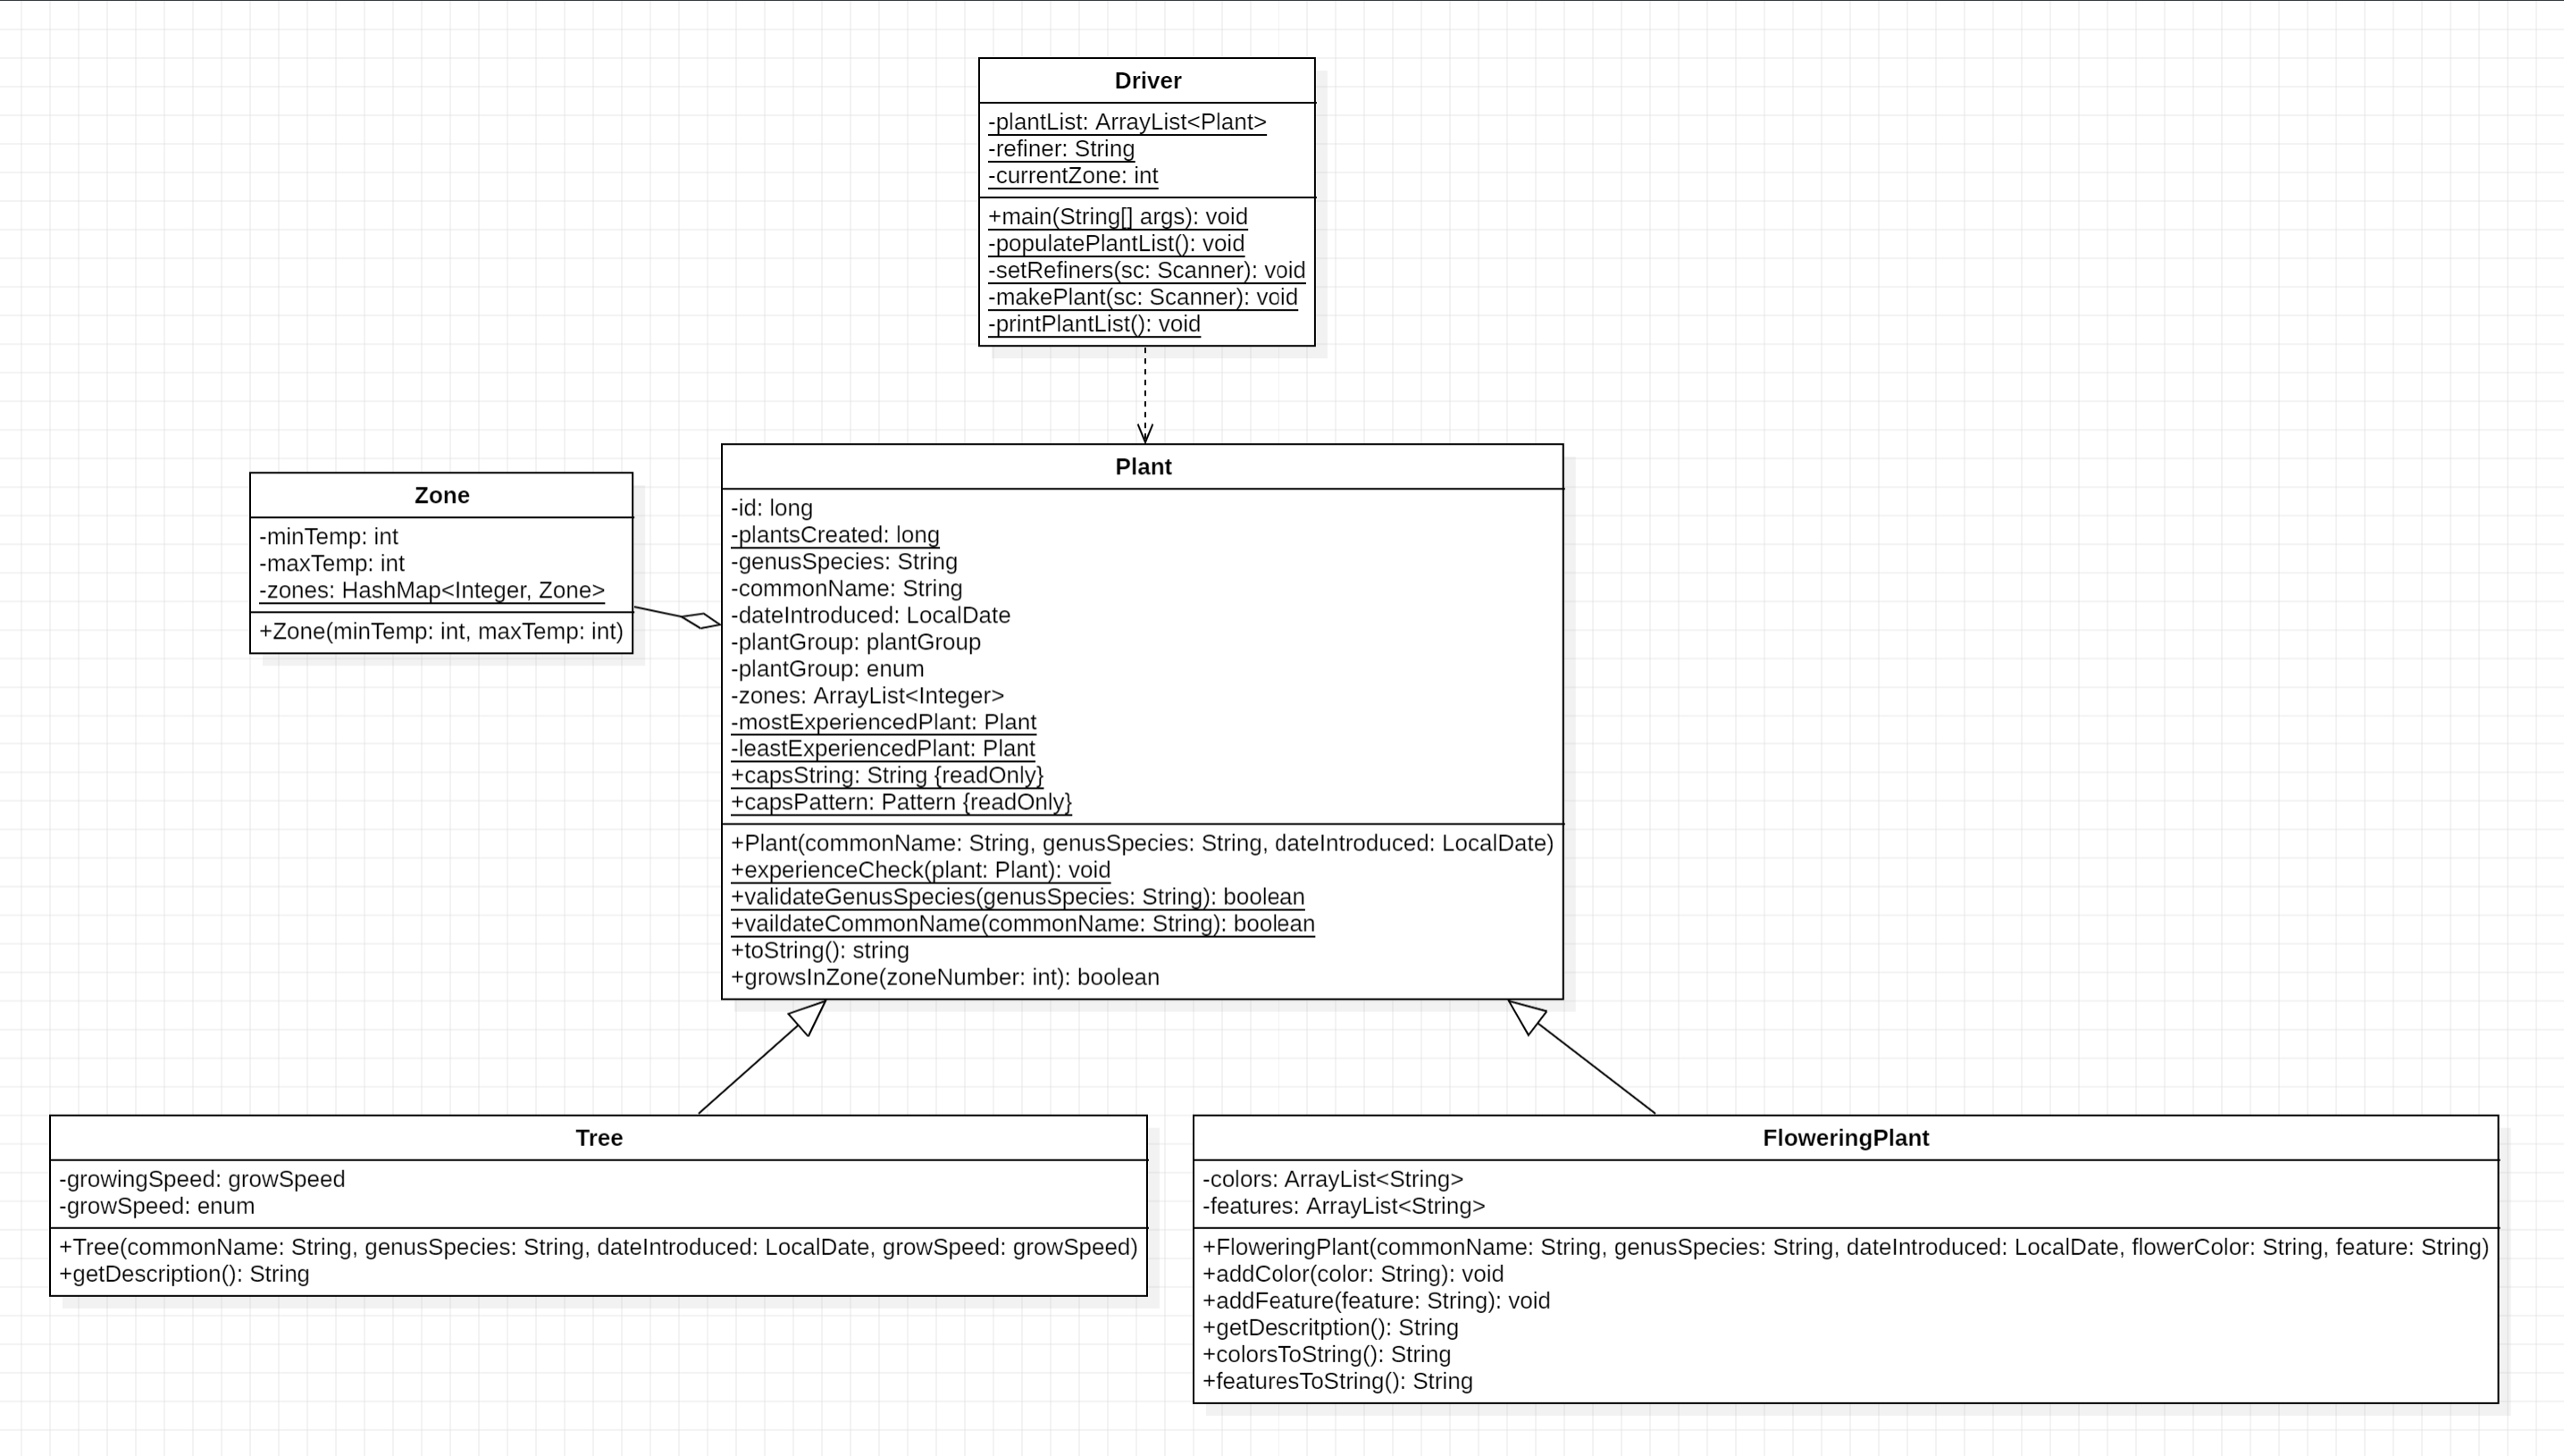 Driver
-plantList: ArrayList<Plant>
-refiner: String
-currentZone: int
+main(String[] args): void
-populatePlantList(): void
-setRefiners(sc: Scanner): void
-makePlant(sc: Scanner): void
-printPlantList(): void
Zone
-minTemp: int
-maxTemp: int
-zones: HashMap<Integer, Zone>
+Zone(minTemp: int, maxTemp: int)
Plant
-id: long
-plantsCreated: long
-genusSpecies: String
-commonName: String
-dateIntroduced: LocalDate
-plantGroup: plantGroup
-plantGroup: enum
-zones: ArrayList<Integer>
-mostExperiencedPlant: Plant
-leastExperiencedPlant: Plant
+capsString: String {readOnly}
+capsPattern: Pattern {readOnly}
+Plant(commonName: String, genusSpecies: String, dateIntroduced: LocalDate)
+experienceCheck(plant: Plant): void
+validateGenusSpecies(genusSpecies: String): boolean
+vaildateCommonName(commonName: String): boolean
+toString(): string
+growsInZone(zoneNumber: int): boolean
Tree
-growingSpeed: growSpeed
-growSpeed: enum
+Tree(commonName: String, genusSpecies: String, dateIntroduced: LocalDate, growSpeed: growSpeed)
+getDescription(): String
FloweringPlant
-colors: ArrayList<String>
-features: ArrayList<String>
+FloweringPlant(commonName: String, genusSpecies: String, dateIntroduced: LocalDate, flowerColor: String, feature: String)
+addColor(color: String): void
+addFeature(feature: String): void
+getDescritption(): String
+colorsToString(): String
+featuresToString(): String